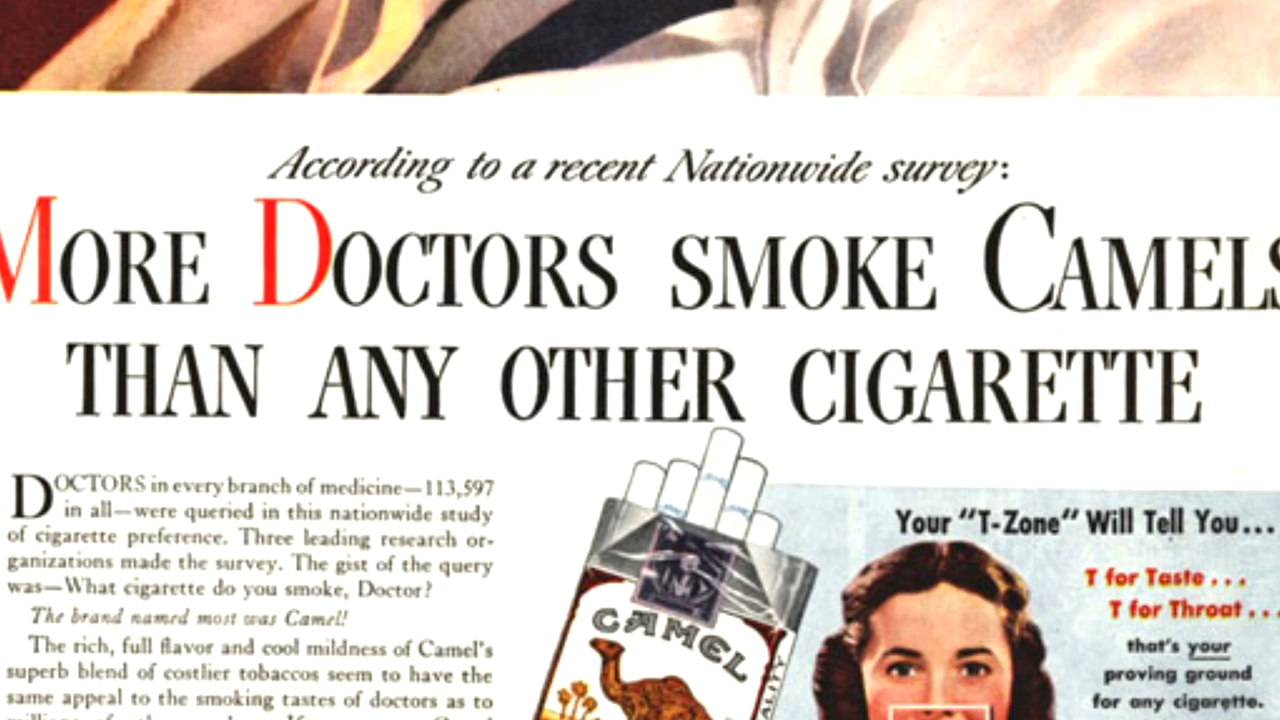 According to a recent Nationwide survey:
MORE DOCTORS SMOKE CAMELS
THAN ANY OTHER CIGARETTE
DOCTORS in every branch of medicine—113,597
in all—were queried in this nationwide study
of cigarette preference. Three leading research or-
ganizations made the survey. The gist of the query
was—What cigarette do you smoke, Doctor?
The brand named most was Camel!
The rich, full flavor and cool mildness of Camel's
superb blend of costlier tobaccos seem to have the
same appeal to the smoking tastes of doctors as to
CAMEL
Your "T-Zone" Will Tell You...
T for Taste...
T for Throat...
that's your
proving ground
for any cigarette.